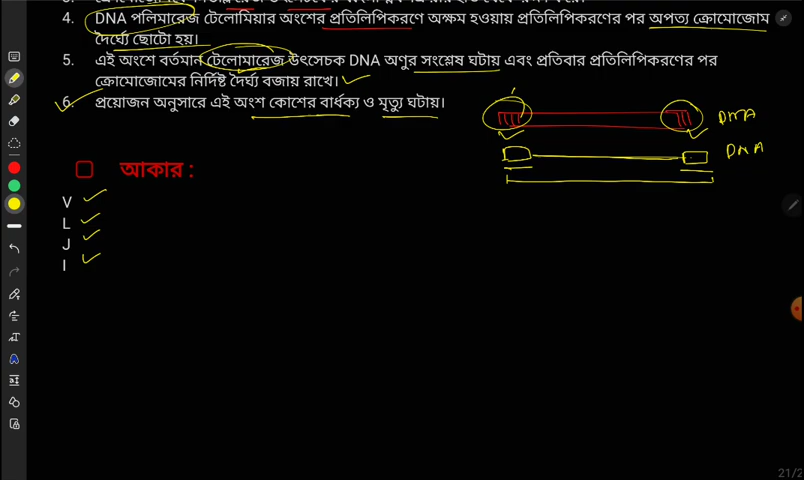 4. DNA পলিমারেজ টেলোমিয়ার অংশের প্রতিলিপিকরণে অক্ষম হওয়ায় প্রতিলিপিকরণের পর অপত্য ক্রোমোজোম
দৈর্ঘ্যে ছোটো হয়।
5. এই অংশে বর্তমান টেলোমারেজ উৎসেচক DNA অণুর সংশ্লেষ ঘটায় এবং প্রতিবার প্রতিলিপিকরণের পর
ক্রোমোজোমের নির্দিষ্ট দৈর্ঘ্য বজায় রাখে।
6. প্রয়োজন অনুসারে এই অংশ কোশের বার্ধক্য ও মৃত্যু ঘটায়।
DNA
DNA
আকার :
V
L
J
I